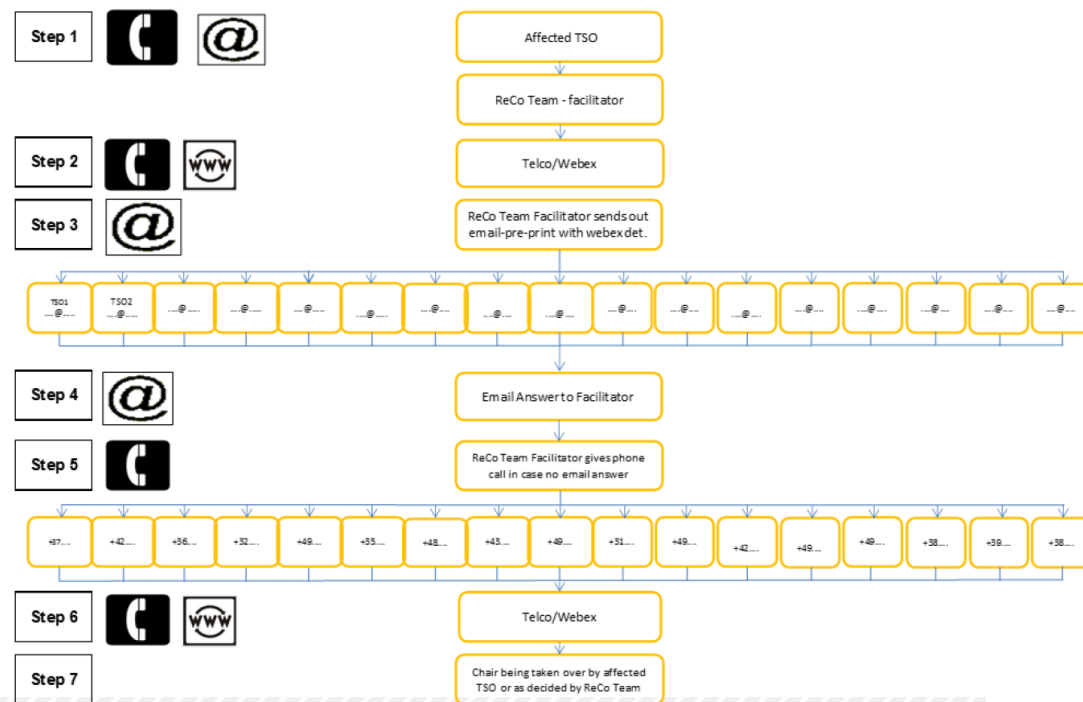 Step 1
@
Affected TSO
ReCo Team - facilitator
Step 2
WWW
Telco/Webex
Step 3
@
ReCo Team Facilitator sends out
email-pre-print with webex det.
TSO1
....@.....
TSO2
....@.....
....@.....
....@.....
....@.....
....@.....
....@....
....@....
....@....
....@....
....@....
....@....
....@....
....@....
....@....
....@....
....@....
Step 4
@
Email Answer to Facilitator
Step 5
ReCo Team Facilitator gives phone
call in case no email answer
+37....
+42....
+36....
+32....
+49....
+35....
+48....
+43....
+49....
+31....
+49....
+42....
+49....
+49....
+38....
+39....
+38....
Step 6
WWW
Telco/Webex
Step 7
Chair being taken over by affected
TSO or as decided by ReCo Team